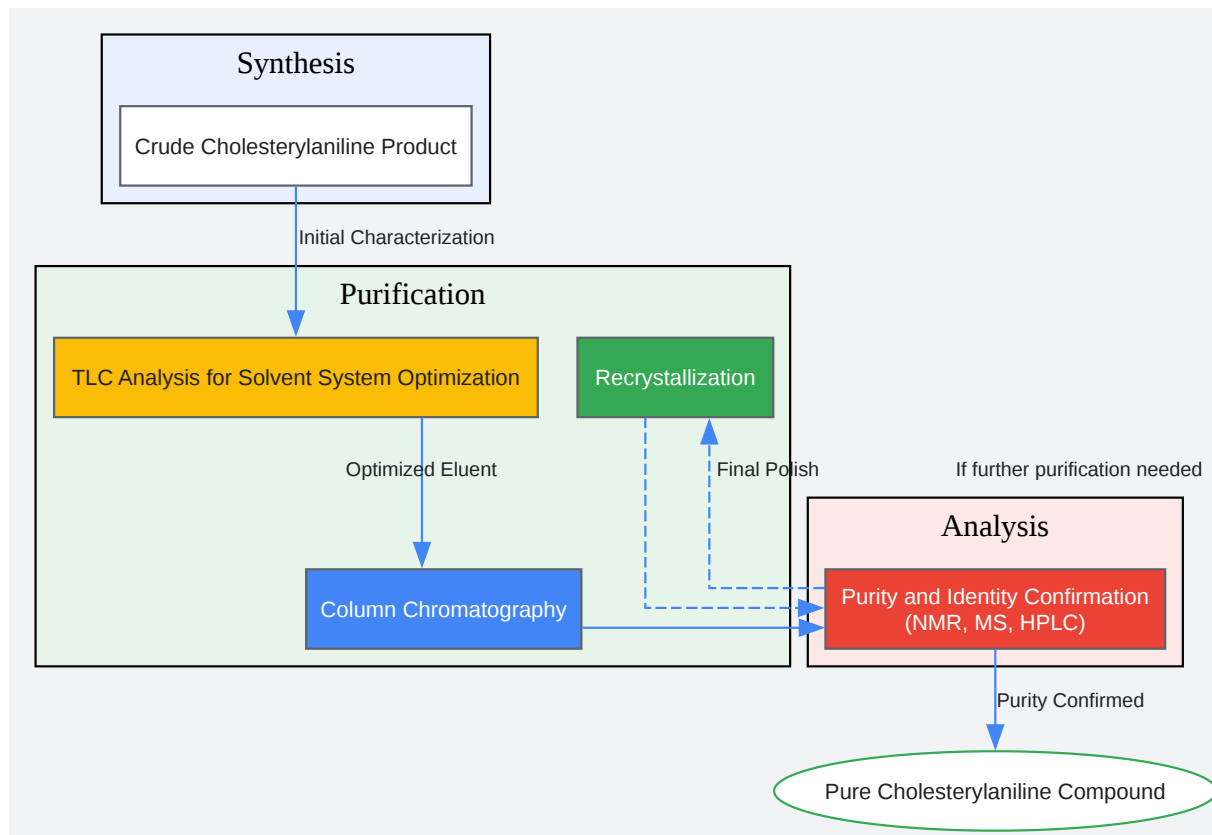 Synthesis
Crude Cholesterylaniline Product
Initial Characterization
Purification
TLC Analysis for Solvent System Optimization
Recrystallization
Optimized Eluent
Final Polish
If further purification needed
Analysis
Column Chromatography
Purity and Identity Confirmation
(NMR, MS, HPLC)
Purity Confirmed
Pure Cholesterylaniline Compound